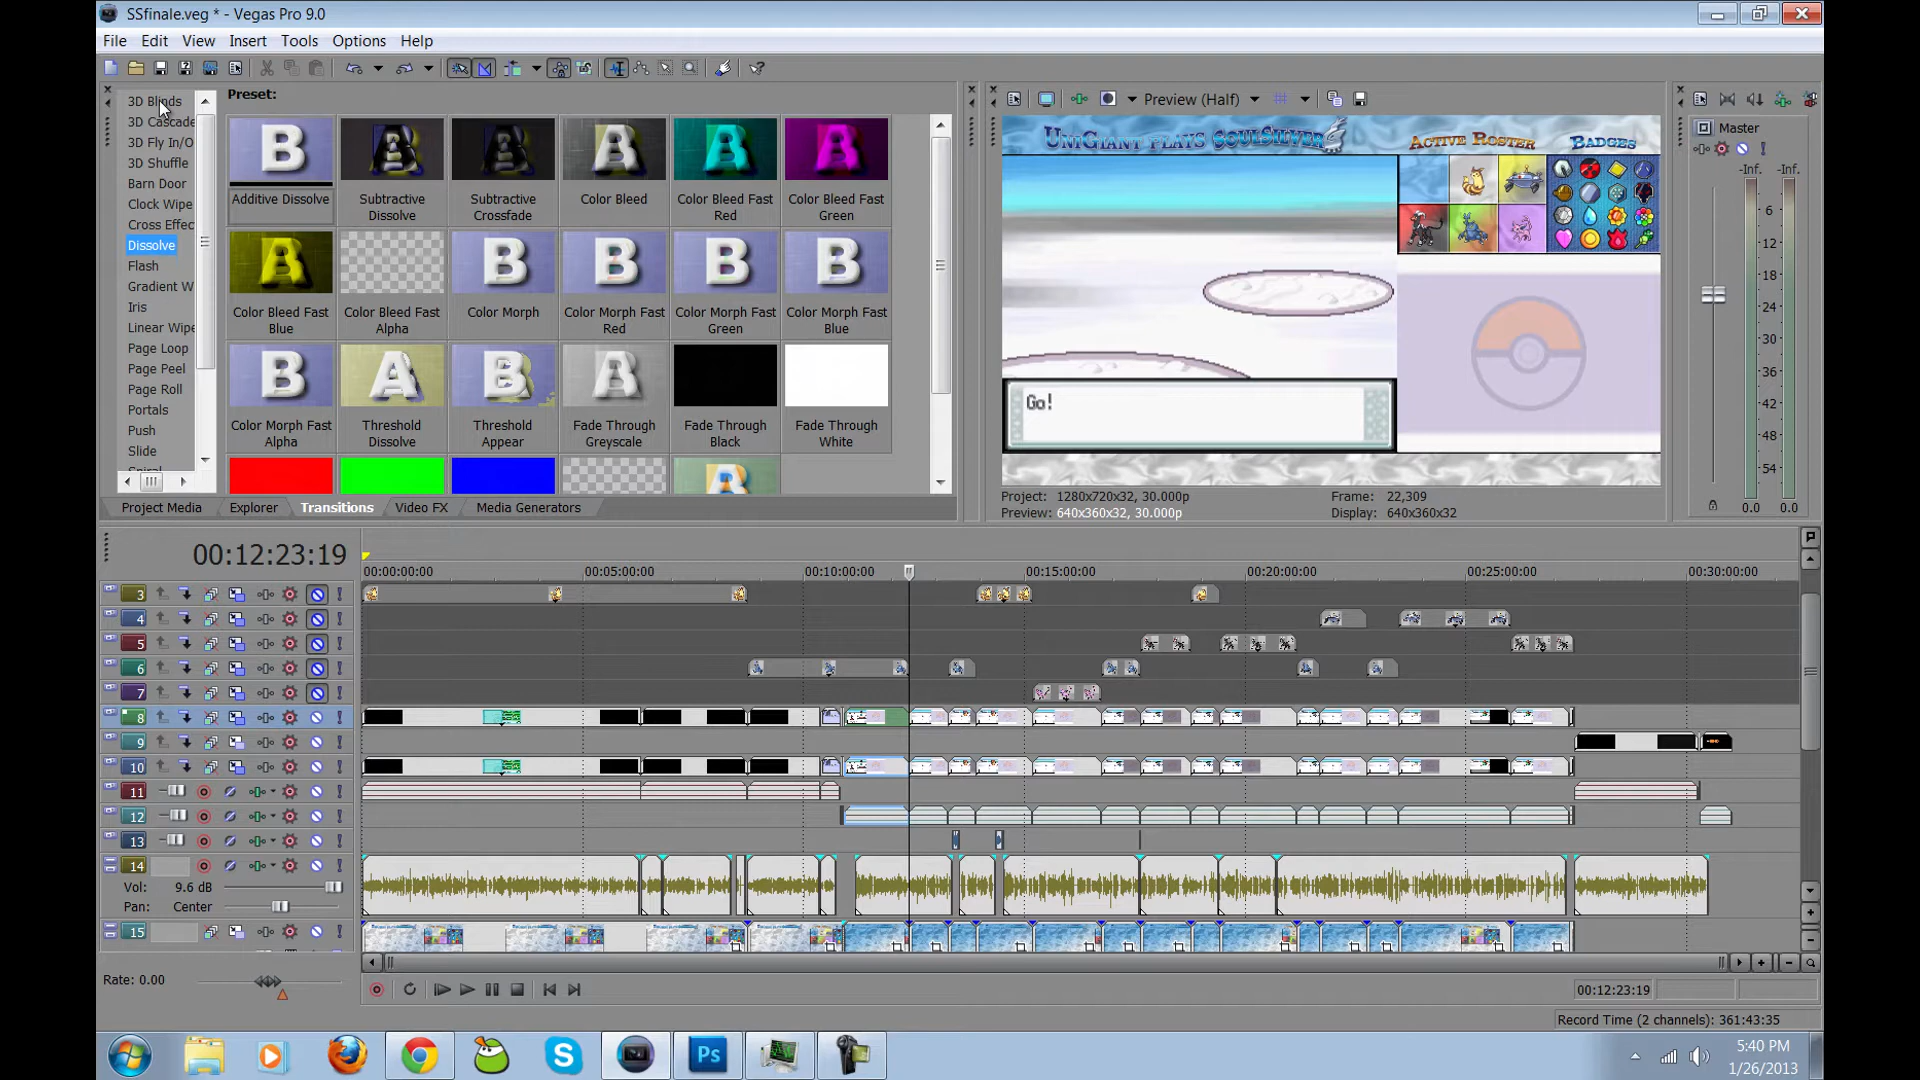 SSfinale.veg * - Vegas Pro 9.0
File Edit View Insert Tools Options Help
3D Blinds
3D Cascade
3D Fly In/O
3D Shuffle
Barn Door
Clock Wipe
Cross Effec
Dissolve
Flash
Gradient W
Iris
Linear Wipe
Page Loop
Page Peel
Page Roll
Portals
Push
Slide
Spiral
Preset:
Additive Dissolve
Subtractive Dissolve
Subtractive Crossfade
Color Bleed
Color Bleed Fast Red
Color Bleed Fast Green
Color Bleed Fast Blue
Color Bleed Fast Alpha
Color Morph
Color Morph Fast Red
Color Morph Fast Green
Color Morph Fast Blue
Color Morph Fast Alpha
Threshold Dissolve
Threshold Appear
Fade Through Greyscale
Fade Through Black
Fade Through White
Project Media Explorer Transitions Video FX Media Generators
Preview (Half)
UniGiant Plays SoulSilver
Active Roster
Badges
Go!
Project: 1280x720x32, 30.000p
Preview: 640x360x32, 30.000p
Frame: 22,309
Display: 640x360x32
Master
-Inf. -Inf.
6
12
18
24
30
36
42
48
54
0.0 0.0
00:12:23:19
00:00:00:00 00:05:00:00 00:10:00:00 00:15:00:00 00:20:00:00 00:25:00:00 00:30:00:00
3
4
5
6
7
8
9
10
11
12
13
14
Vol: 9.6 dB
Pan: Center
15
Rate: 0.00
00:12:23:19
Record Time (2 channels): 361:43:35
Ps
5:40 PM
1/26/2013